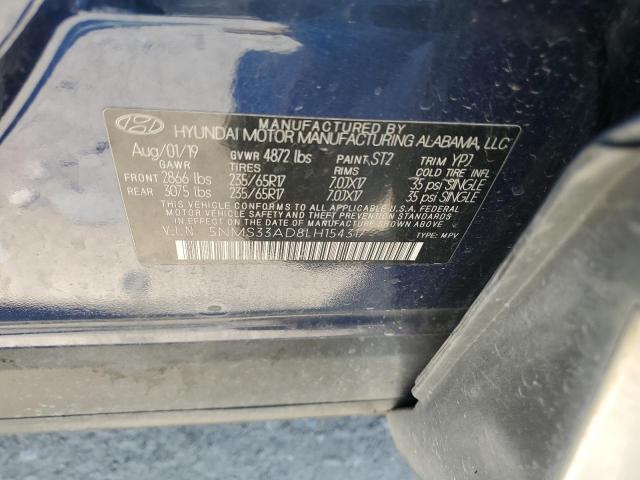 MANUFACTURED BY
HYUNDAI MOTOR MANUFACTURING ALABAMA, LLC
Aug/01/19 GVWR 4872 lbs PAINT ST2 TRIM YPJ
GAWR TIRES RIMS COLD TIRE INFL
FRONT 2866 lbs 235/65R17 7.0JX17 35 psi SINGLE
REAR 3075 lbs 235/65R17 7.0JX17 35 psi SINGLE
THIS VEHICLE CONFORMS TO ALL APPLICABLE U.S.A. FEDERAL
MOTOR VEHICLE SAFETY AND THEFT PREVENTION STANDARDS
IN EFFECT ON THE DATE OF MANUFACTURE SHOWN ABOVE.
V.I.N. TYPE: MPV